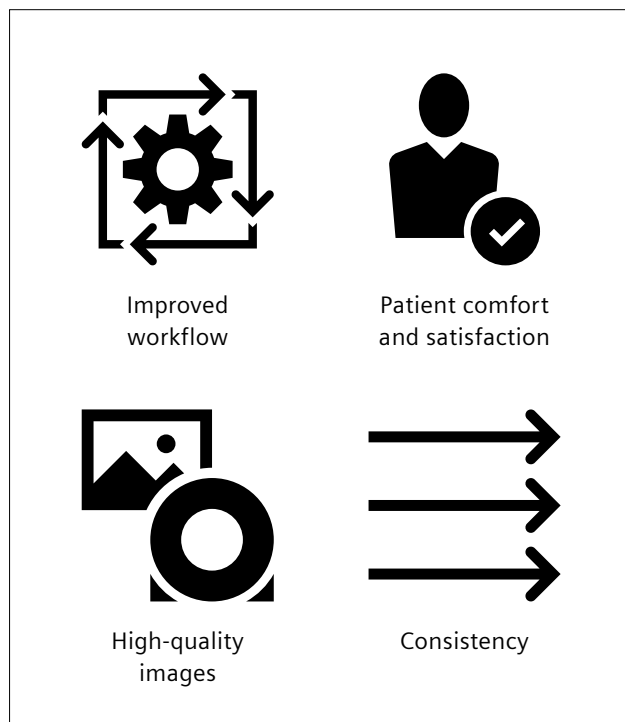 Improved
workflow
Patient comfort
and satisfaction
High-quality
images
Consistency